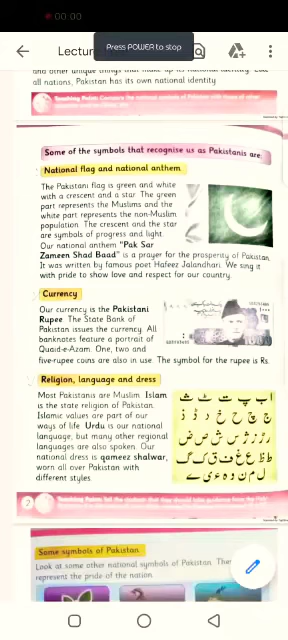 00:00
Lectur
Press POWER to stop
and other unique things that make up its national identity. Like
all nations, Pakistan has its own national identity
Some of the symbols that recognise us as Pakistanis are:
National flag and national anthem
The Pakistani flag is green and white
with a crescent and a star. The green
part represents the Muslims and the
white part represents the non-Muslim
population. The crescent and the star
are symbols of progress and light.
Our national anthem "Pak Sar
Zameen Shad Baad" is a prayer for the prosperity of Pakistan.
It was written by famous poet Hafeez Jalandhari. We sing it
with pride to show love and respect for our country.
Currency
Our currency is the Pakistani
Rupee. The State Bank of
Pakistan issues the currency. All
banknotes feature a portrait of
Quaid-e-Azam. One, two and
five-rupee coins are also in use. The symbol for the rupee is Rs.
Religion, language and dress
Most Pakistanis are Muslim. Islam
is the state religion of Pakistan.
Islamic values are part of our
ways of life. Urdu is our national
language, but many other regional
languages are also spoken. Our
national dress is qameez shalwar,
worn all over Pakistan with
different styles.
ا ب پ ت ٹ ث
ج چ ح خ د ڈ ذ
ر ڑ ز ژ س ش ص ض
ط ظ ع غ ف ق ک گ
ل م ن و ہ ء ی ے
2
Some symbols of Pakistan
Look at some other national symbols of Pakistan.
represent the pride of the nation.